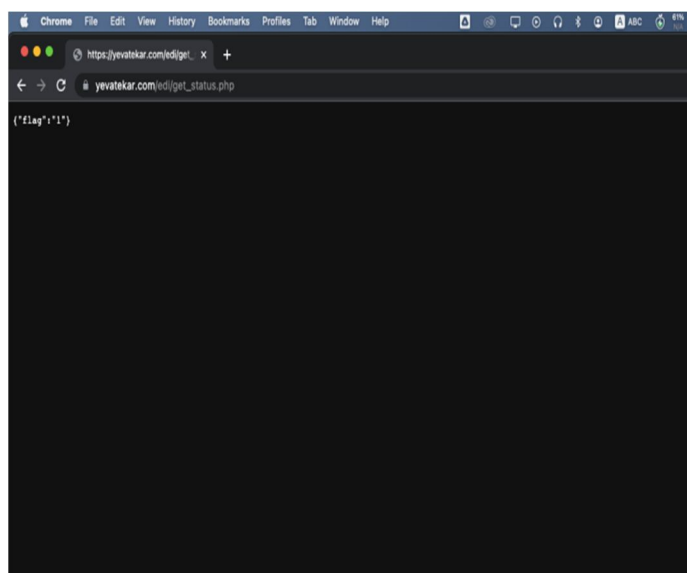 Chrome File Edit View History Bookmarks Profiles Tab Window Help A ABC 61%
https://yevatekar.com/edi/get_ × +
yevatekar.com/edi/get_status.php
{"flag":"1"}